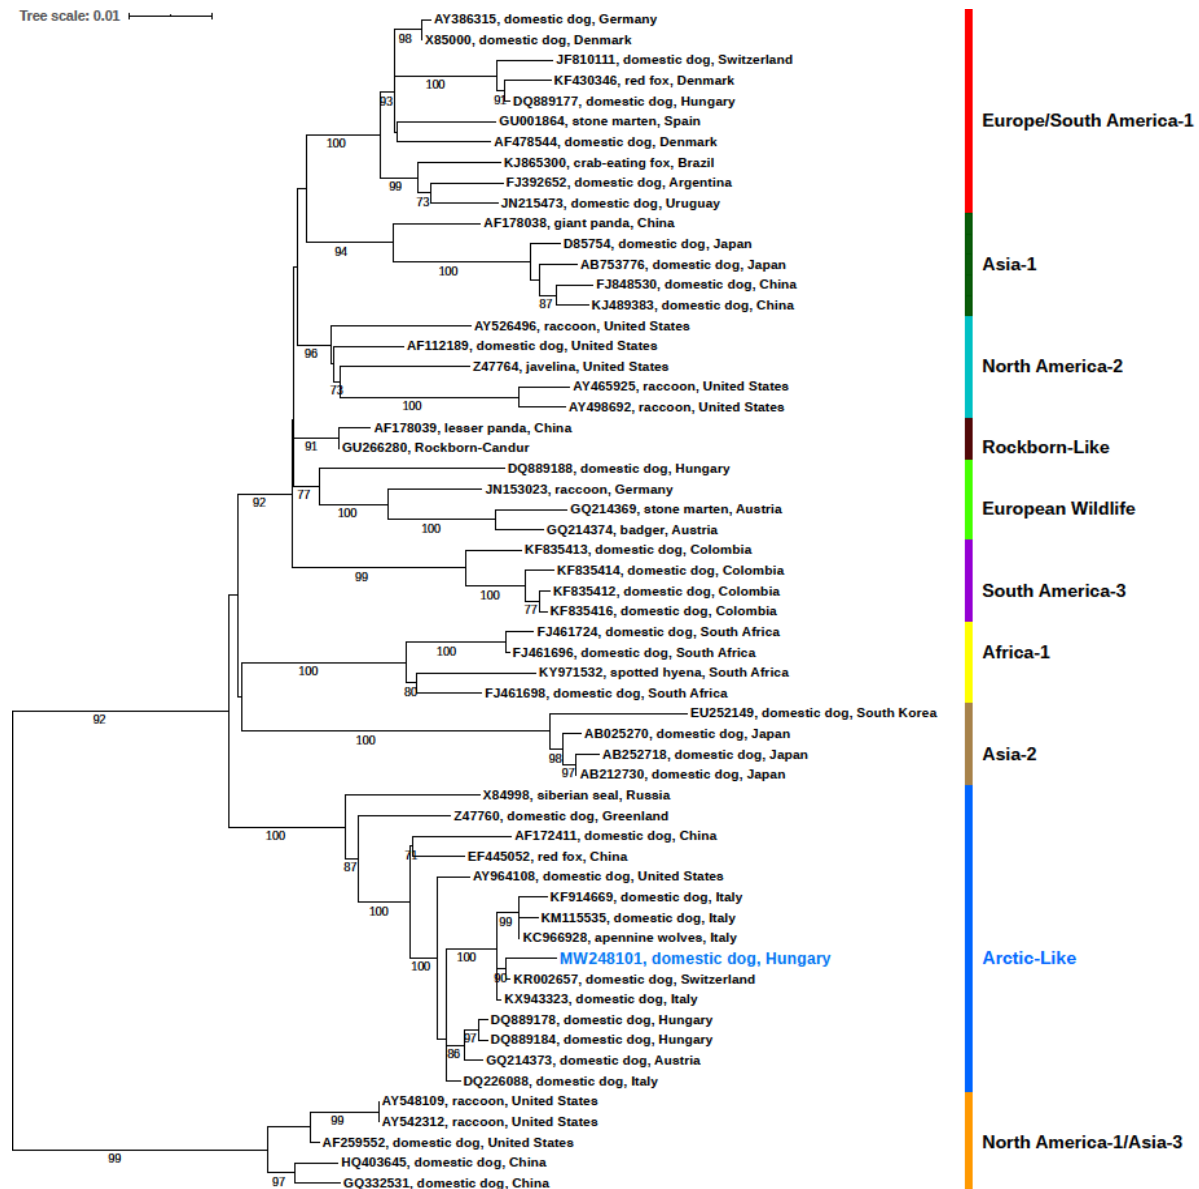 Tree scale: 0.01
AY386315, domestic dog, Germany
98
X85000, domestic dog, Denmark
JF810111, domestic dog, Switzerland
100
KF430346, red fox, Denmark
93
91
DQ889177, domestic dog, Hungary
Europe/South America-1
GU001864, stone marten, Spain
100
AF478544, domestic dog, Denmark
KJ865300, crab-eating fox, Brazil
99
FJ392652, domestic dog, Argentina
73
JN215473, domestic dog, Uruguay
AF178038, giant panda, China
94
D85754, domestic dog, Japan
100
AB753776, domestic dog, Japan
Asia-1
FJ848530, domestic dog, China
87
KJ489383, domestic dog, China
AY526496, raccoon, United States
96
AF112189, domestic dog, United States
Z47764, javelina, United States
North America-2
73
AY465925, raccoon, United States
100
AY498692, raccoon, United States
AF178039, lesser panda, China
91
GU266280, Rockborn-Candur
Rockborn-Like
DQ889188, domestic dog, Hungary
92
77
JN153023, raccoon, Germany
100
GQ214369, stone marten, Austria
European Wildlife
100
GQ214374, badger, Austria
KF835413, domestic dog, Colombia
99
KF835414, domestic dog, Colombia
100
KF835412, domestic dog, Colombia
South America-3
77
KF835416, domestic dog, Colombia
FJ461724, domestic dog, South Africa
100
FJ461696, domestic dog, South Africa
Africa-1
100
KY971532, spotted hyena, South Africa
80
FJ461698, domestic dog, South Africa
92
EU252149, domestic dog, South Korea
100
AB025270, domestic dog, Japan
98
AB252718, domestic dog, Japan
Asia-2
97
AB212730, domestic dog, Japan
X84998, siberian seal, Russia
100
Z47760, domestic dog, Greenland
AF172411, domestic dog, China
71
EF445052, red fox, China
87
AY964108, domestic dog, United States
100
KF914669, domestic dog, Italy
99
KM115535, domestic dog, Italy
KC966928, apennine wolves, Italy
100
MW248101, domestic dog, Hungary
Arctic-Like
100
90
KR002657, domestic dog, Switzerland
KX943323, domestic dog, Italy
DQ889178, domestic dog, Hungary
97
DQ889184, domestic dog, Hungary
86
GQ214373, domestic dog, Austria
DQ226088, domestic dog, Italy
AY548109, raccoon, United States
99
AY542312, raccoon, United States
AF259552, domestic dog, United States
North America-1/Asia-3
99
HQ403645, domestic dog, China
97
GQ332531, domestic dog, China